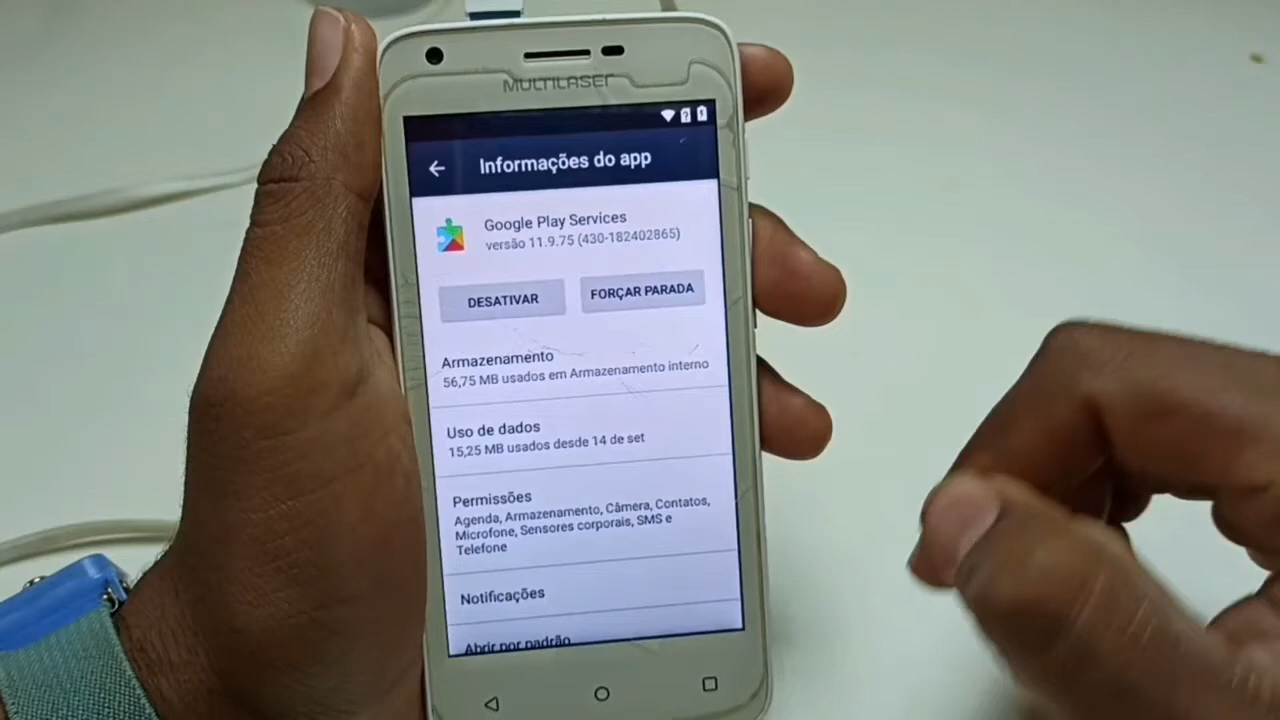 MULTILASER
Informações do app
Google Play Services
versão 11.9.75 (430-182402865)
DESATIVAR
FORÇAR PARADA
Armazenamento
56,75 MB usados em Armazenamento interno
Uso de dados
15,25 MB usados desde 14 de set
Permissões
Agenda, Armazenamento, Câmera, Contatos,
Microfone, Sensores corporais, SMS e
Telefone
Notificações
Abrir por padrão